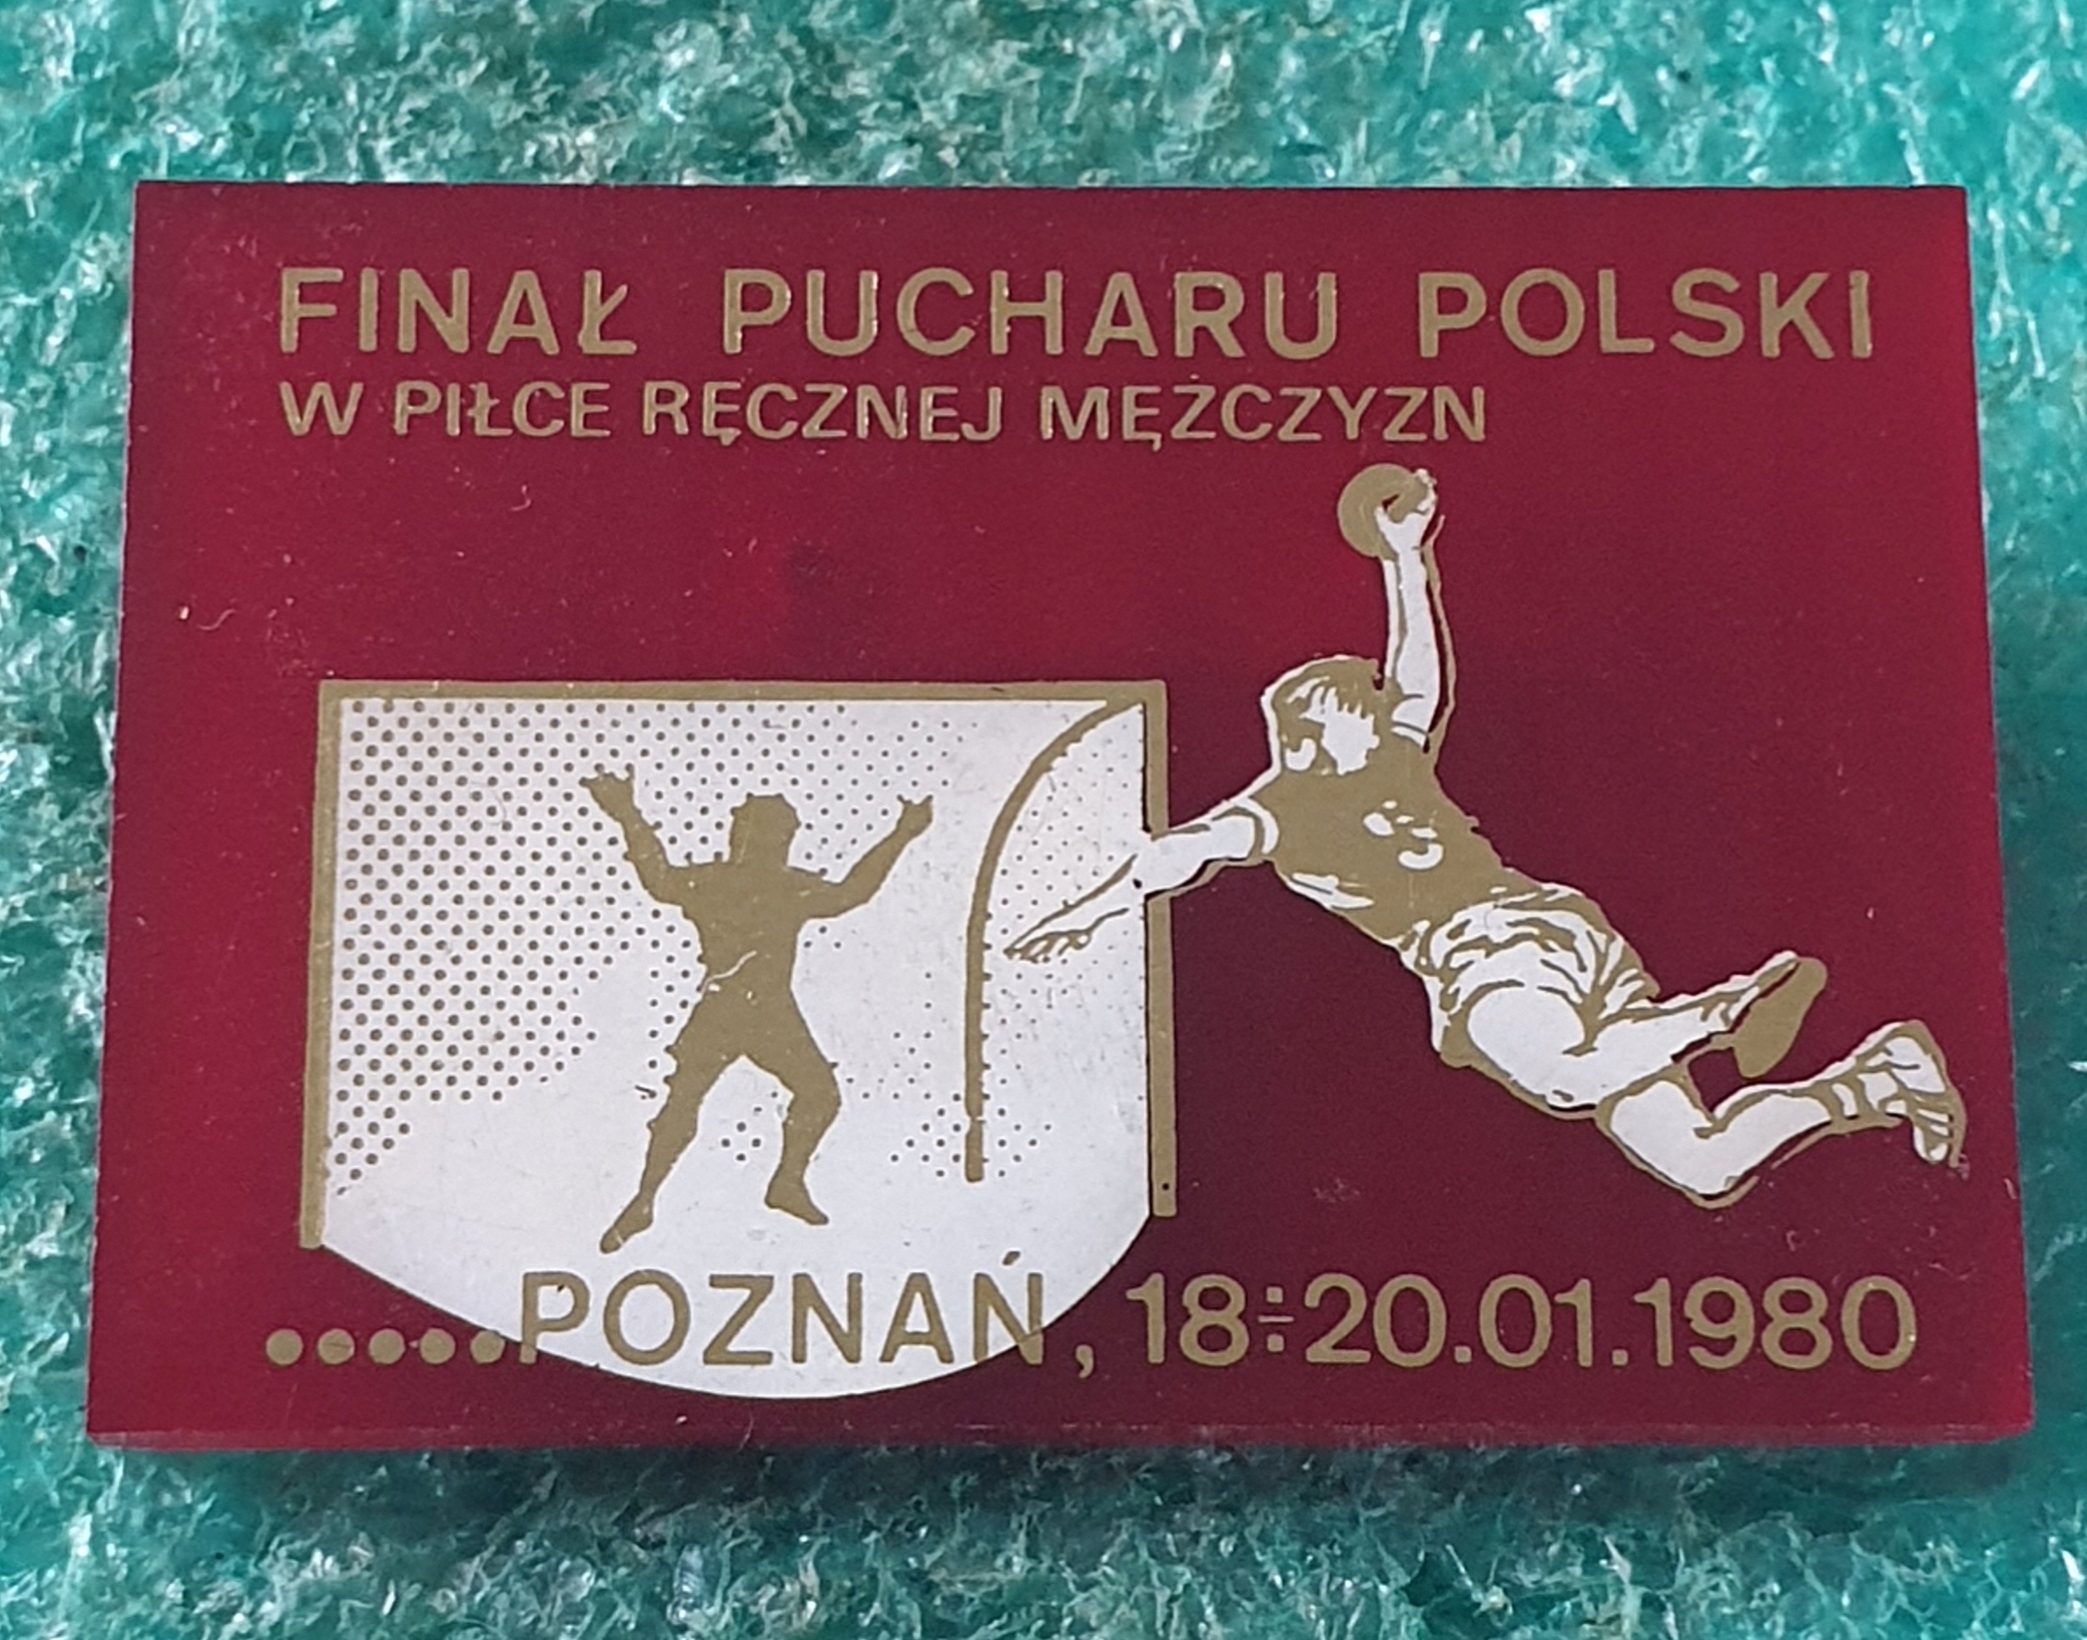 FINAŁ PUCHARU POLSKI
W PIŁCE RĘCZNEJ MĘŻCZYZN
.....POZNAŃ, 18÷20.01.1980